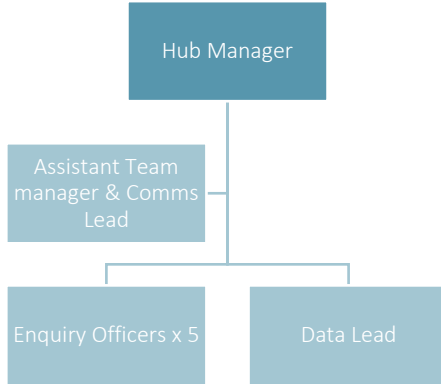 Hub Manager
Assistant Team
manager & Comms
Lead
Enquiry Officers x 5
Data Lead